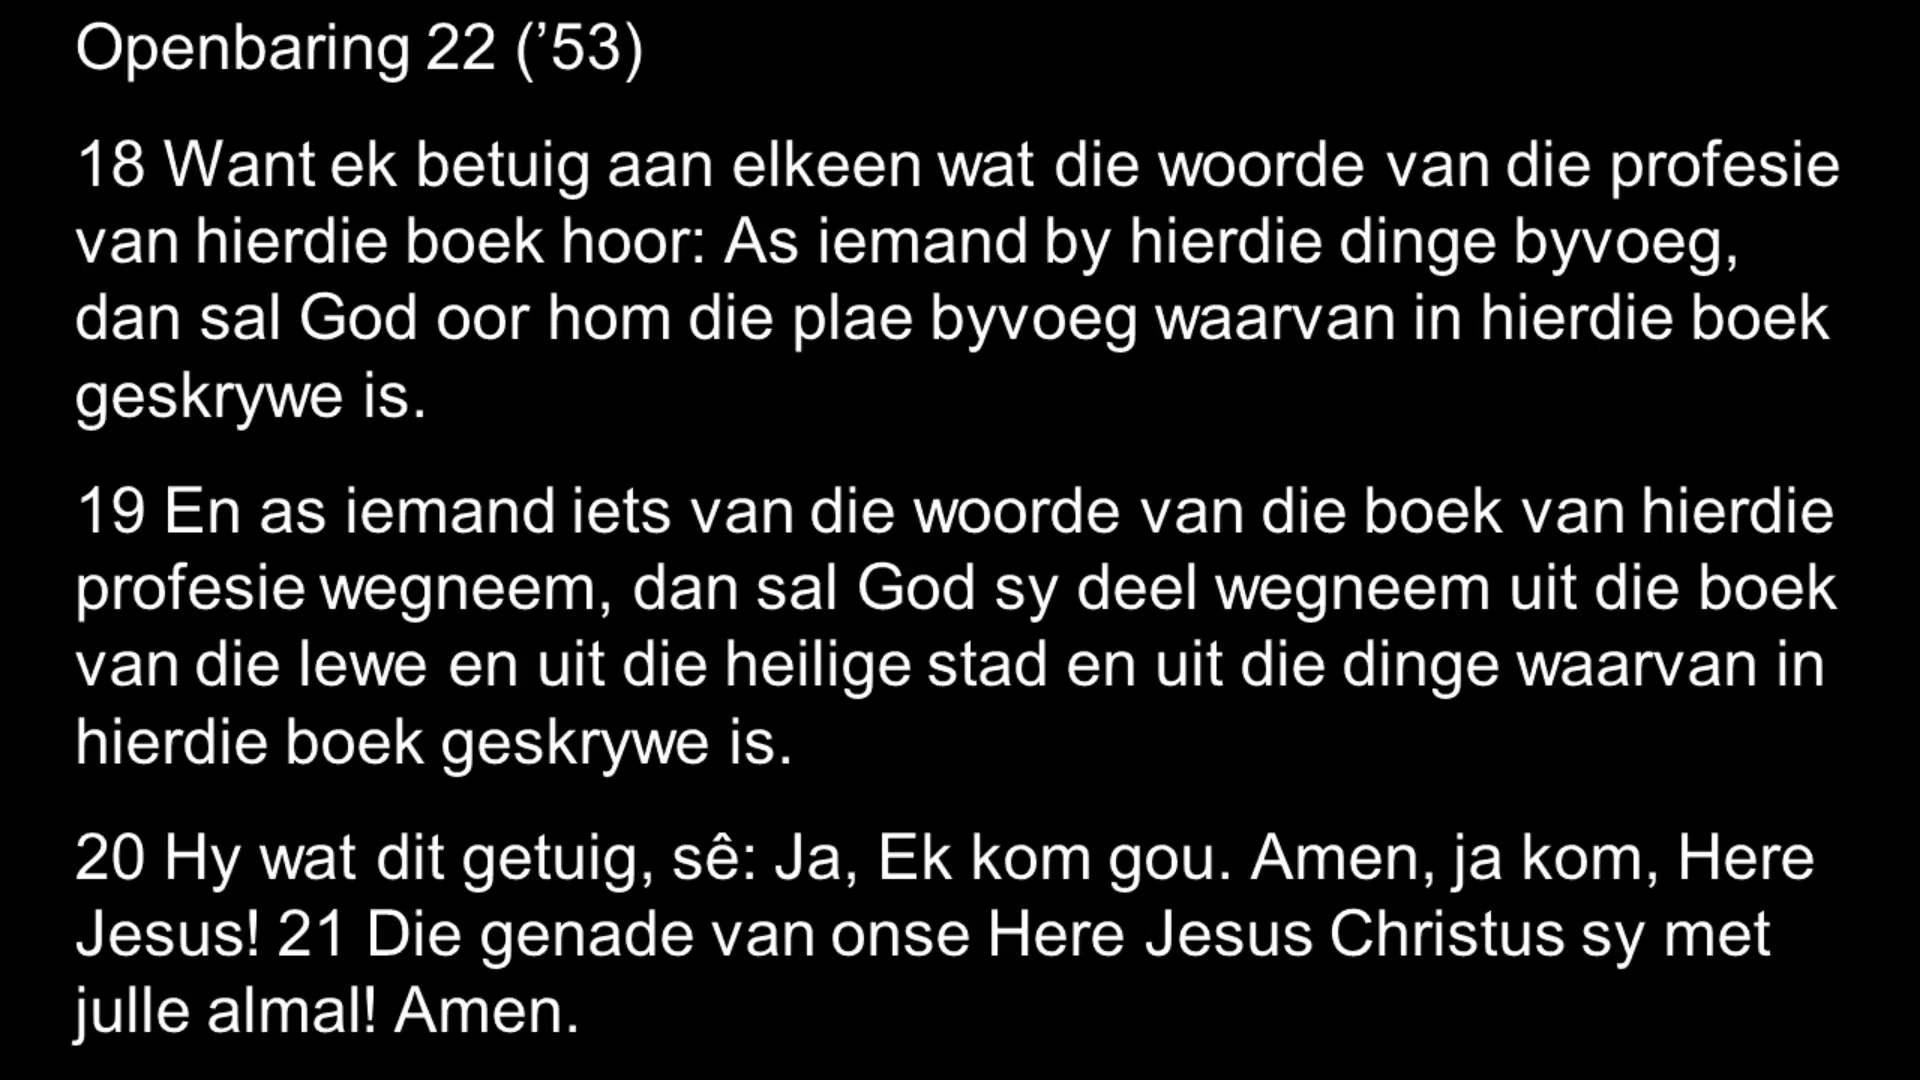 Openbaring 22 (’53)
18 Want ek betuig aan elkeen wat die woorde van die profesie
van hierdie boek hoor: As iemand by hierdie dinge byvoeg,
dan sal God oor hom die plae byvoeg waarvan in hierdie boek
geskrywe is.
19 En as iemand iets van die woorde van die boek van hierdie
profesie wegneem, dan sal God sy deel wegneem uit die boek
van die lewe en uit die heilige stad en uit die dinge waarvan in
hierdie boek geskrywe is.
20 Hy wat dit getuig, sê: Ja, Ek kom gou. Amen, ja kom, Here
Jesus! 21 Die genade van onse Here Jesus Christus sy met
julle almal! Amen.